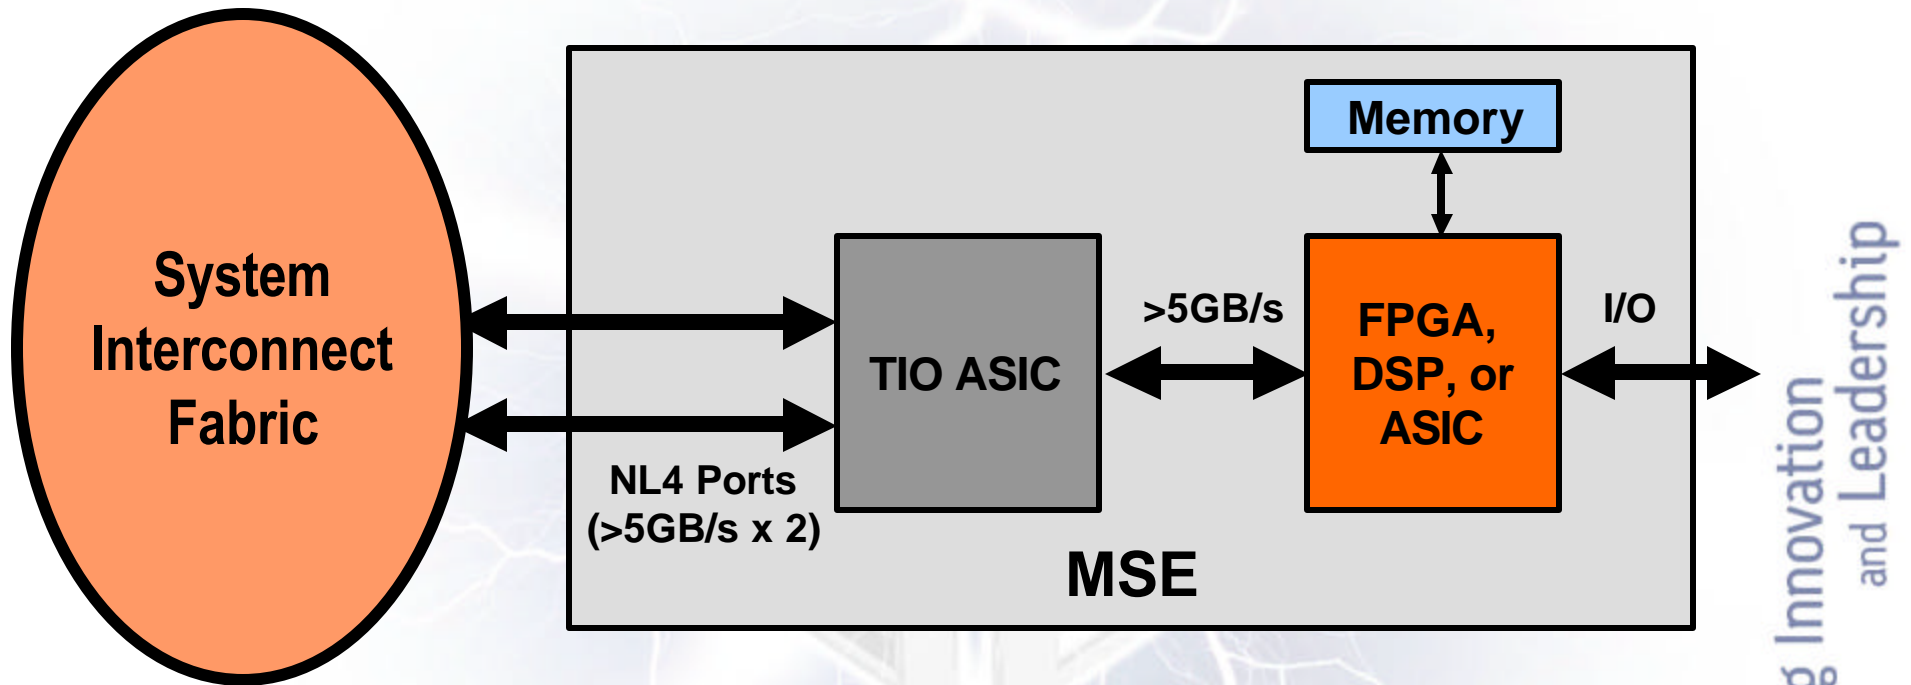 System
Interconnect
Fabric
NL4 Ports
(>5GB/s x 2)
TIO ASIC
>5GB/s
Memory
FPGA,
DSP, or
ASIC
I/O
MSE
Innovation
and Leadership